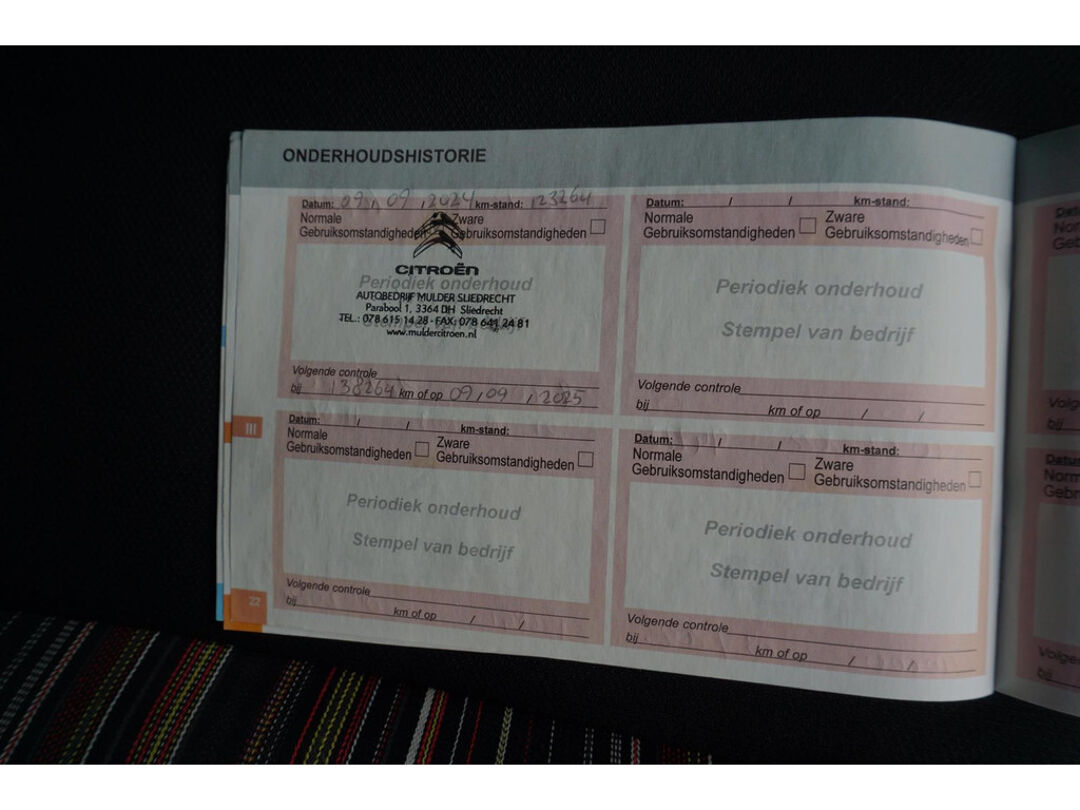 ONDERHOUDSHISTORIE
Datum: 09 / 09 / 2024 km-stand: 123264
Normale Zware
Gebruiksomstandigheden Gebruiksomstandigheden
CITROËN
Periodiek onderhoud
AUTOBEDRIJF MULDER SLIEDRECHT
Parabool 1, 3364 DH Sliedrecht
TEL.: 078 615 14 28 - FAX: 078 641 24 81
www.muldercitroen.nl
Volgende controle
bij 138264 km of op 09 / 09 / 2025
Datum: / / km-stand:
Normale Zware
Gebruiksomstandigheden Gebruiksomstandigheden
Periodiek onderhoud
Stempel van bedrijf
Volgende controle
bij km of op / /
III
Datum: / / km-stand:
Normale Zware
Gebruiksomstandigheden Gebruiksomstandigheden
Periodiek onderhoud
Stempel van bedrijf
Volgende controle
bij km of op / /
Datum: / / km-stand:
Normale Zware
Gebruiksomstandigheden Gebruiksomstandigheden
Periodiek onderhoud
Stempel van bedrijf
Volgende controle
bij km of op / /
22